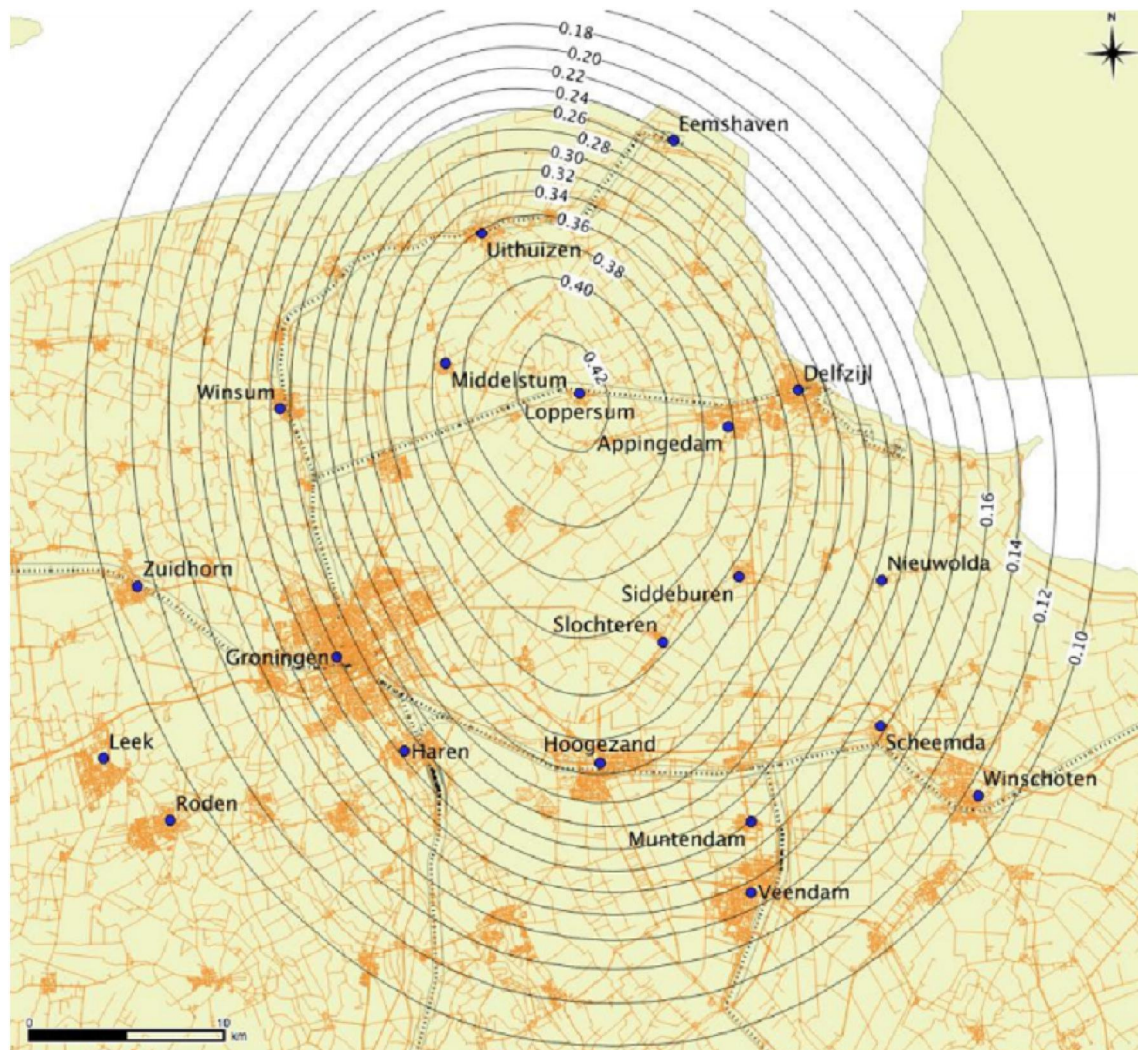 N
0.18
0.20
0.22
0.24
0.26
0.28
0.30
0.32
0.34
0.36
0.38
0.40
0.42
Eemshaven
Uithuizen
Delfzijl
Middelstum
Winsum
Loppersum
Appingedam
0.16
0.14
0.12
0.10
Zuidhorn
Nieuwolda
Siddeburen
Slochteren
Groningen
Leek
Haren
Hoogezand
Scheemda
Winschoten
Roden
Muntendam
Veendam
0 10
km